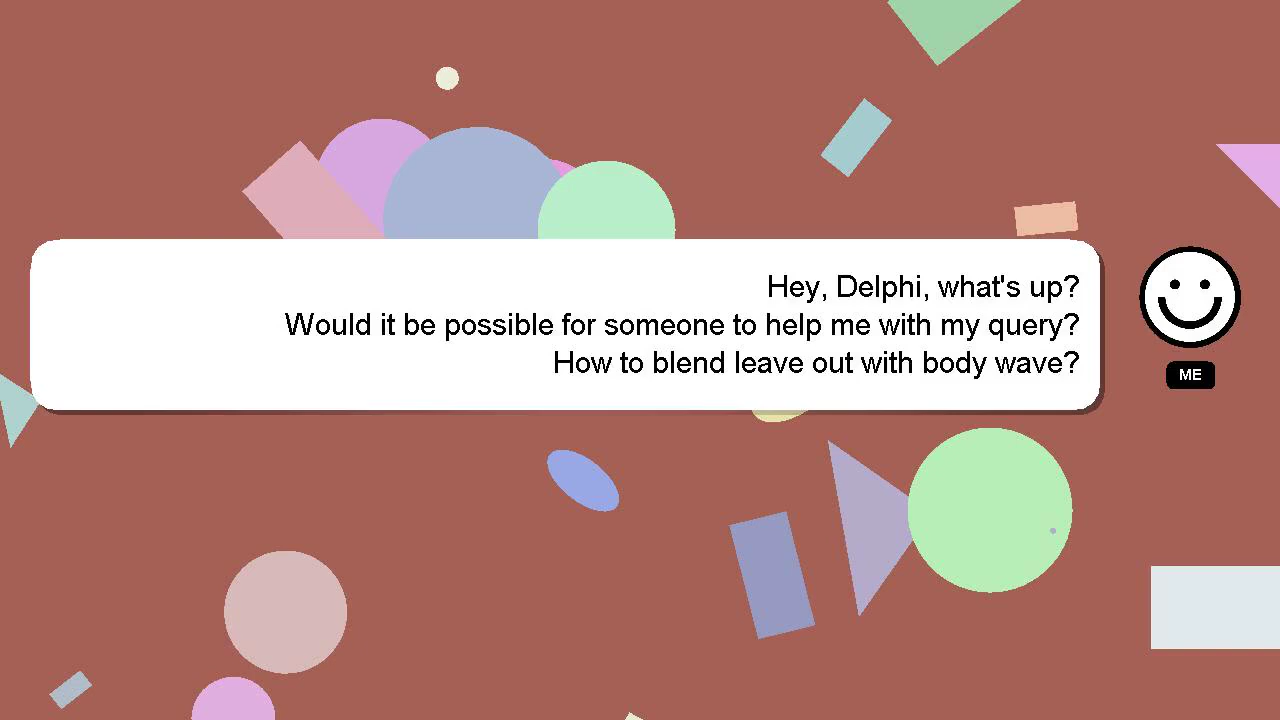 Hey, Delphi, what's up?
Would it be possible for someone to help me with my query?
How to blend leave out with body wave?
ME